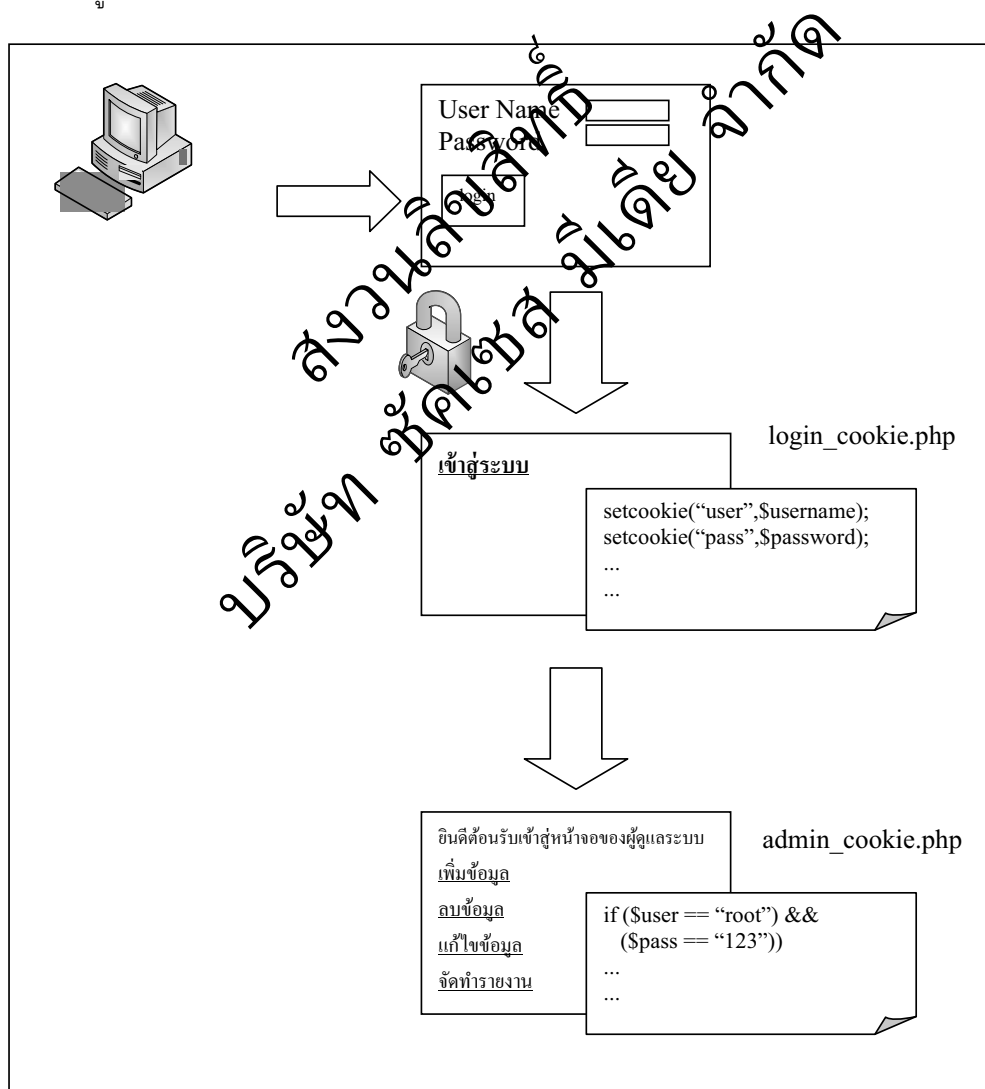 User Name
Password
login
สงวนลิขสิทธิ์
บริษัท ซัคเซส มีเดีย จำกัด
login_cookie.php
เข้าสู่ระบบ
setcookie(“user”,$username);
setcookie(“pass”,$password);
...
...
ยินดีต้อนรับเข้าสู่หน้าจอของผู้ดูแลระบบ
admin_cookie.php
เพิ่มข้อมูล
ลบข้อมูล
แก้ไขข้อมูล
จัดทำรายงาน
if ($user == “root”) &&
($pass == “123”))
...
...